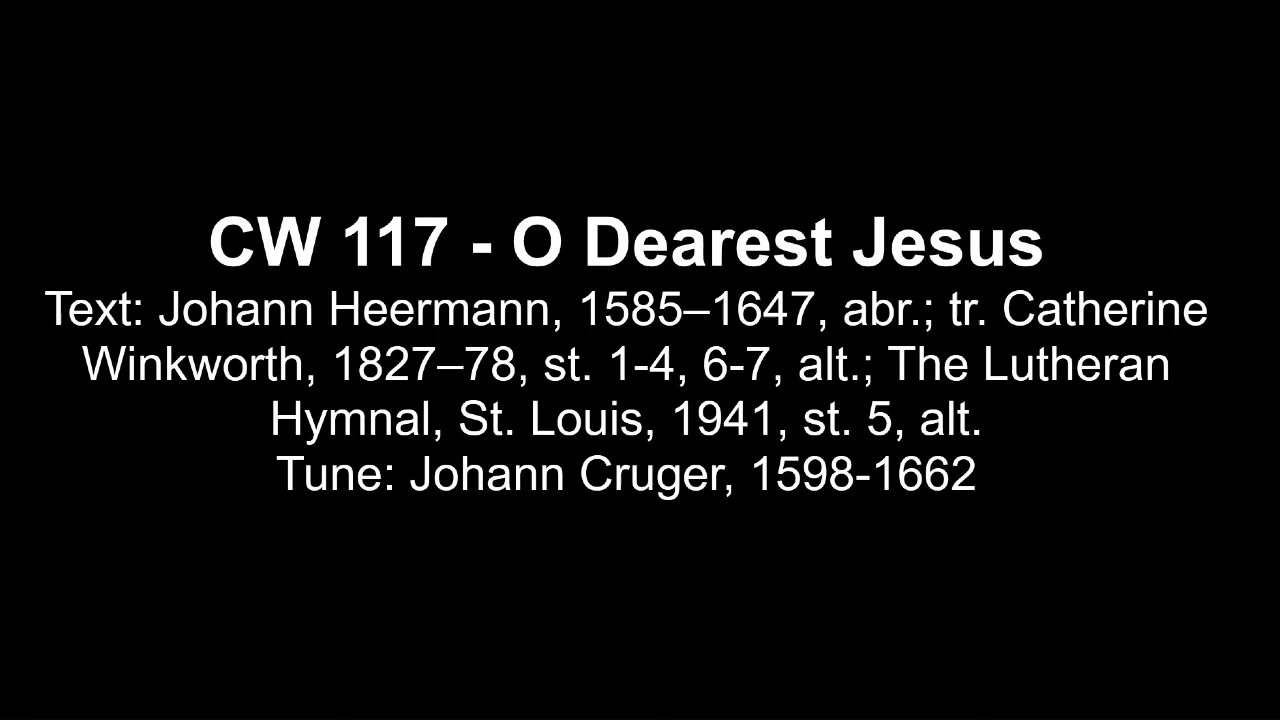 CW 117 - O Dearest Jesus
Text: Johann Heermann, 1585–1647, abr.; tr. Catherine
Winkworth, 1827–78, st. 1-4, 6-7, alt.; The Lutheran
Hymnal, St. Louis, 1941, st. 5, alt.
Tune: Johann Cruger, 1598-1662